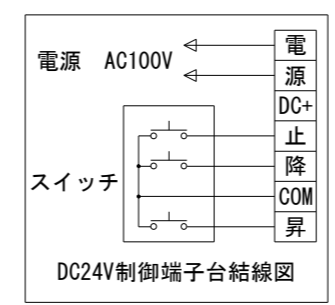 電源 AC100V
電
源
DC+
止
降
COM
昇
スイッチ
DC24V制御端子台結線図